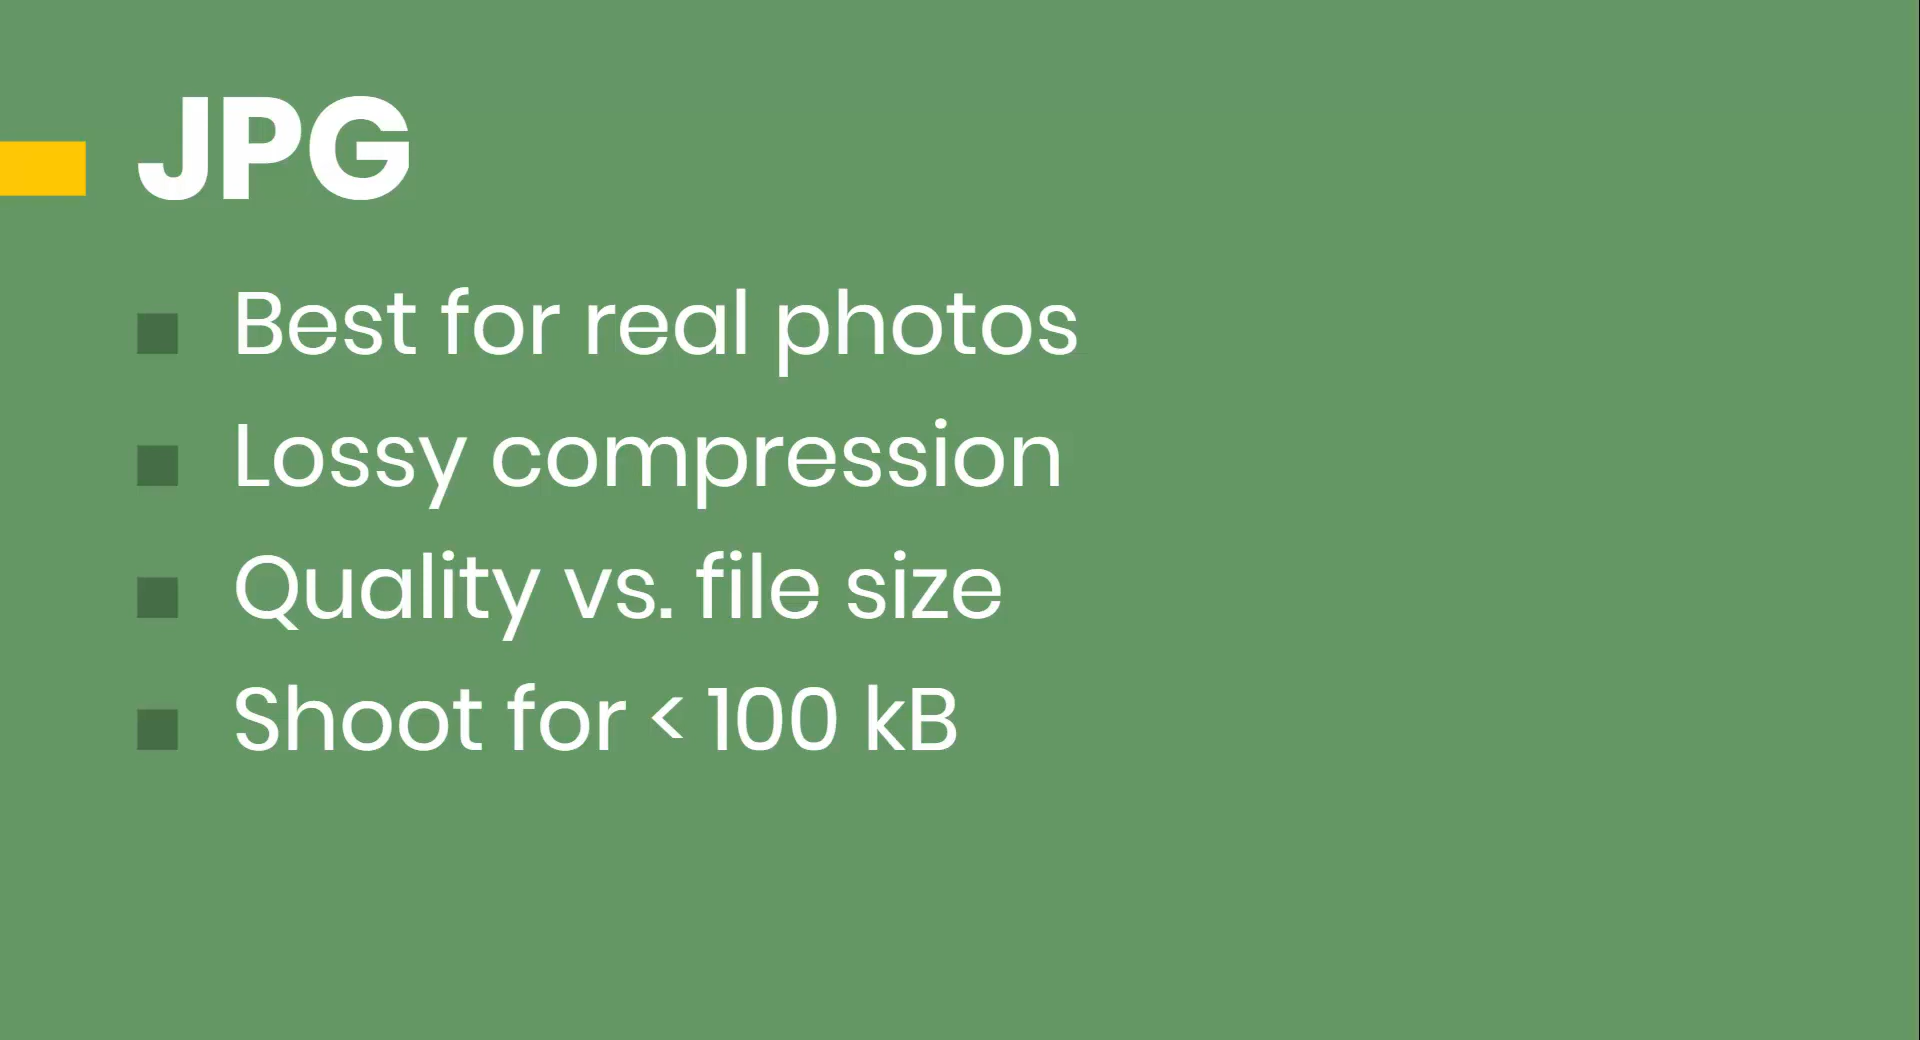 JPG
Best for real photos
Lossy compression
Quality vs. file size
Shoot for < 100 kB